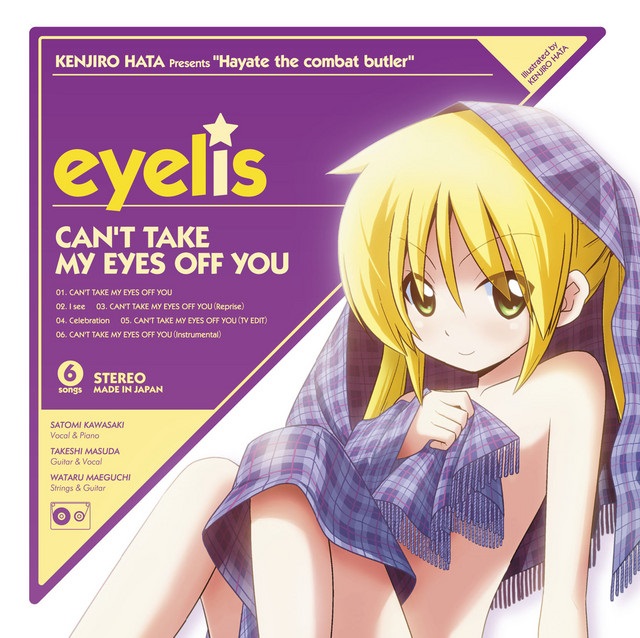 KENJIRO HATA Presents "Hayate the combat butler"
Illustrated by
KENJIRO HATA
eyelis
CAN'T TAKE
MY EYES OFF YOU
01. CAN'T TAKE MY EYES OFF YOU
02. I see 03. CAN'T TAKE MY EYES OFF YOU (Reprise)
04. Celebration 05. CAN'T TAKE MY EYES OFF YOU (TV EDIT)
06. CAN'T TAKE MY EYES OFF YOU (Instrumental)
6
songs
STEREO
MADE IN JAPAN
SATOMI KAWASAKI
Vocal & Piano
TAKESHI MASUDA
Guitar & Vocal
WATARU MAEGUCHI
Strings & Guitar